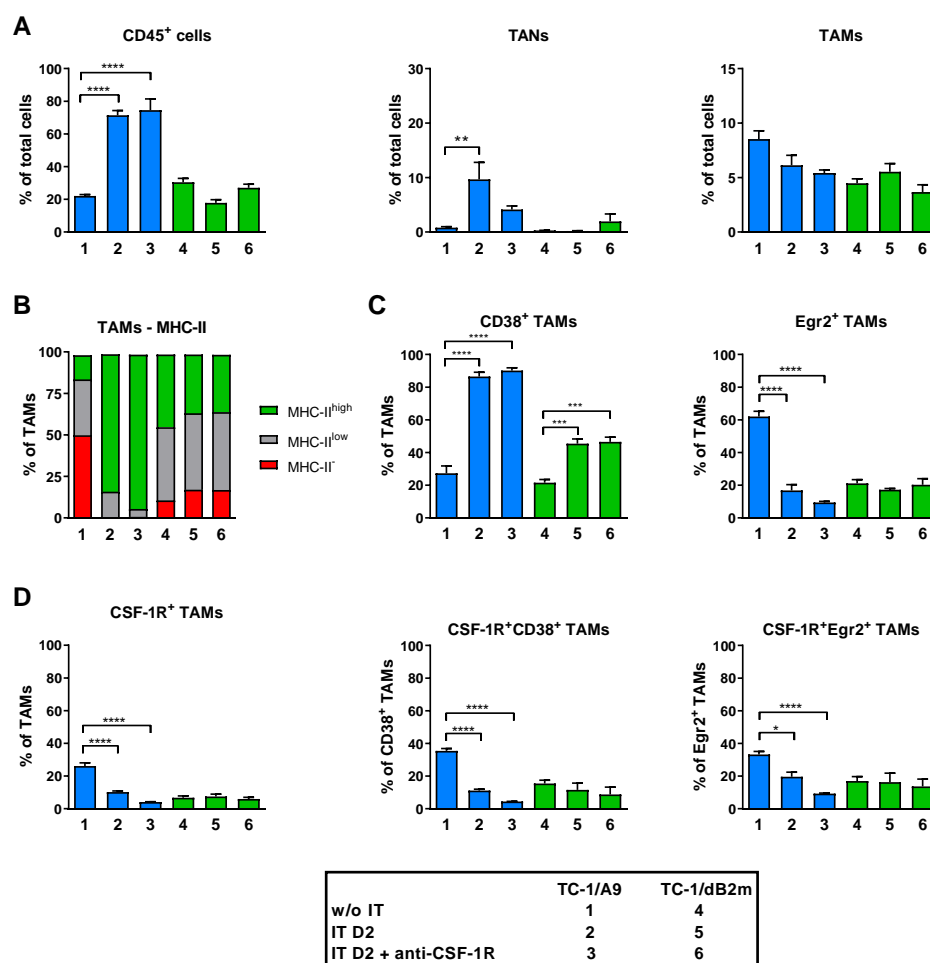 A
CD45+ cells
TANs
TAMs
% of total cells
100
80
60
40
20
0
****
****
1 2 3 4 5 6
% of total cells
30
20
10
0
**
1 2 3 4 5 6
% of total cells
15
10
5
0
1 2 3 4 5 6
B
TAMs - MHC-II
% of TAMs
100
75
50
25
0
1 2 3 4 5 6
MHC-IIhigh
MHC-IIlow
MHC-II-
C
CD38+ TAMs
% of TAMs
100
80
60
40
20
0
****
****
***
***
1 2 3 4 5 6
Egr2+ TAMs
% of TAMs
100
80
60
40
20
0
****
****
1 2 3 4 5 6
D
CSF-1R+ TAMs
% of TAMs
100
80
60
40
20
0
****
****
1 2 3 4 5 6
CSF-1R+CD38+ TAMs
% of CD38+ TAMs
100
80
60
40
20
0
****
****
1 2 3 4 5 6
CSF-1R+Egr2+ TAMs
% of Egr2+ TAMs
100
80
60
40
20
0
****
*
1 2 3 4 5 6
TC-1/A9 TC-1/dB2m
w/o IT 1 4
IT D2 2 5
IT D2 + anti-CSF-1R 3 6